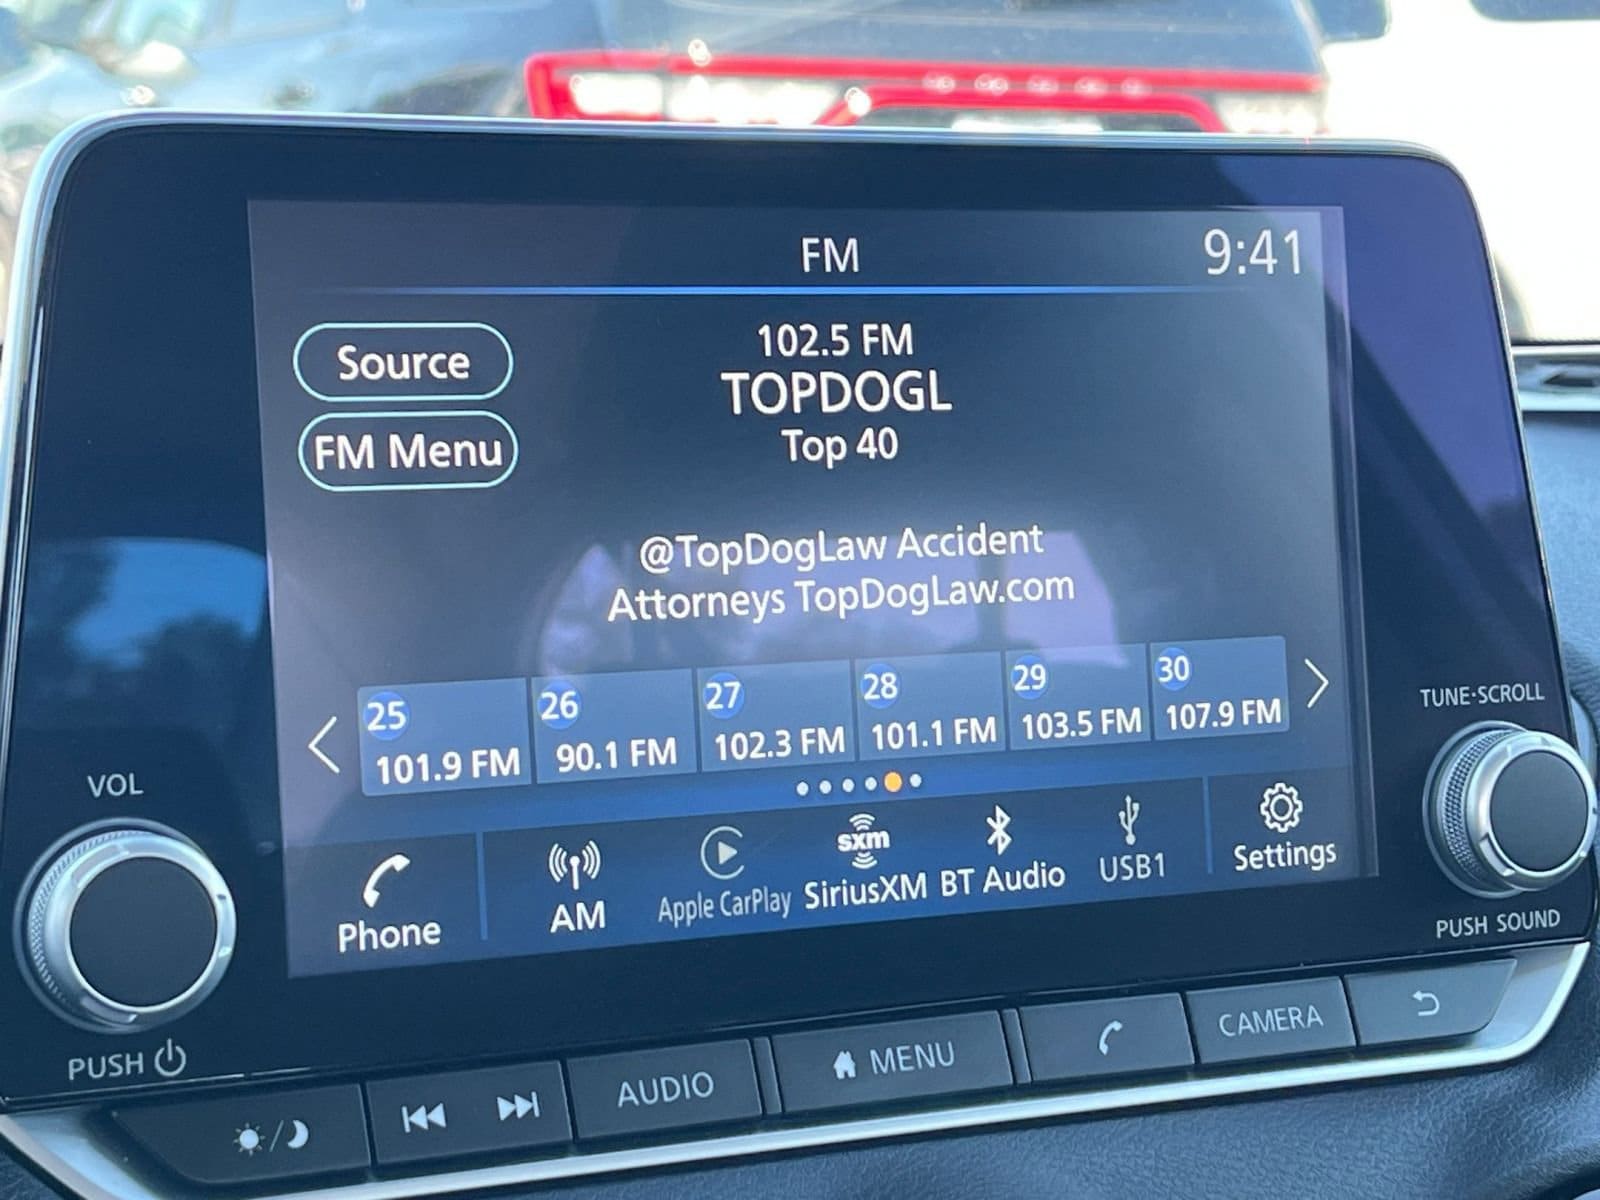 FM
9:41
Source
FM Menu
102.5 FM
TOPDOGL
Top 40
@TopDogLaw Accident
Attorneys TopDogLaw.com
25
101.9 FM
26
90.1 FM
27
102.3 FM
28
101.1 FM
29
103.5 FM
30
107.9 FM
Phone
AM
Apple CarPlay
sxm
SiriusXM
BT Audio
USB1
Settings
VOL
PUSH
TUNE·SCROLL
PUSH SOUND
AUDIO
MENU
CAMERA